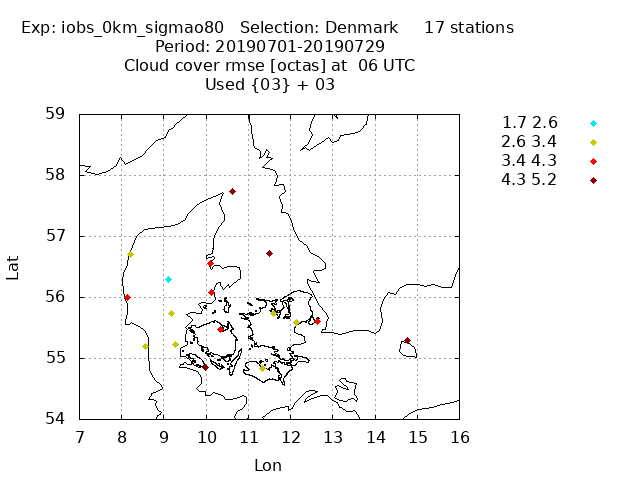 Exp: iobs_0km_sigmao80   Selection: Denmark     17 stations
Period: 20190701-20190729
Cloud cover rmse [octas] at  06 UTC
Used {03} + 03
59
58
57
56
55
54
Lat
7 8 9 10 11 12 13 14 15 16
Lon
1.7 2.6
2.6 3.4
3.4 4.3
4.3 5.2